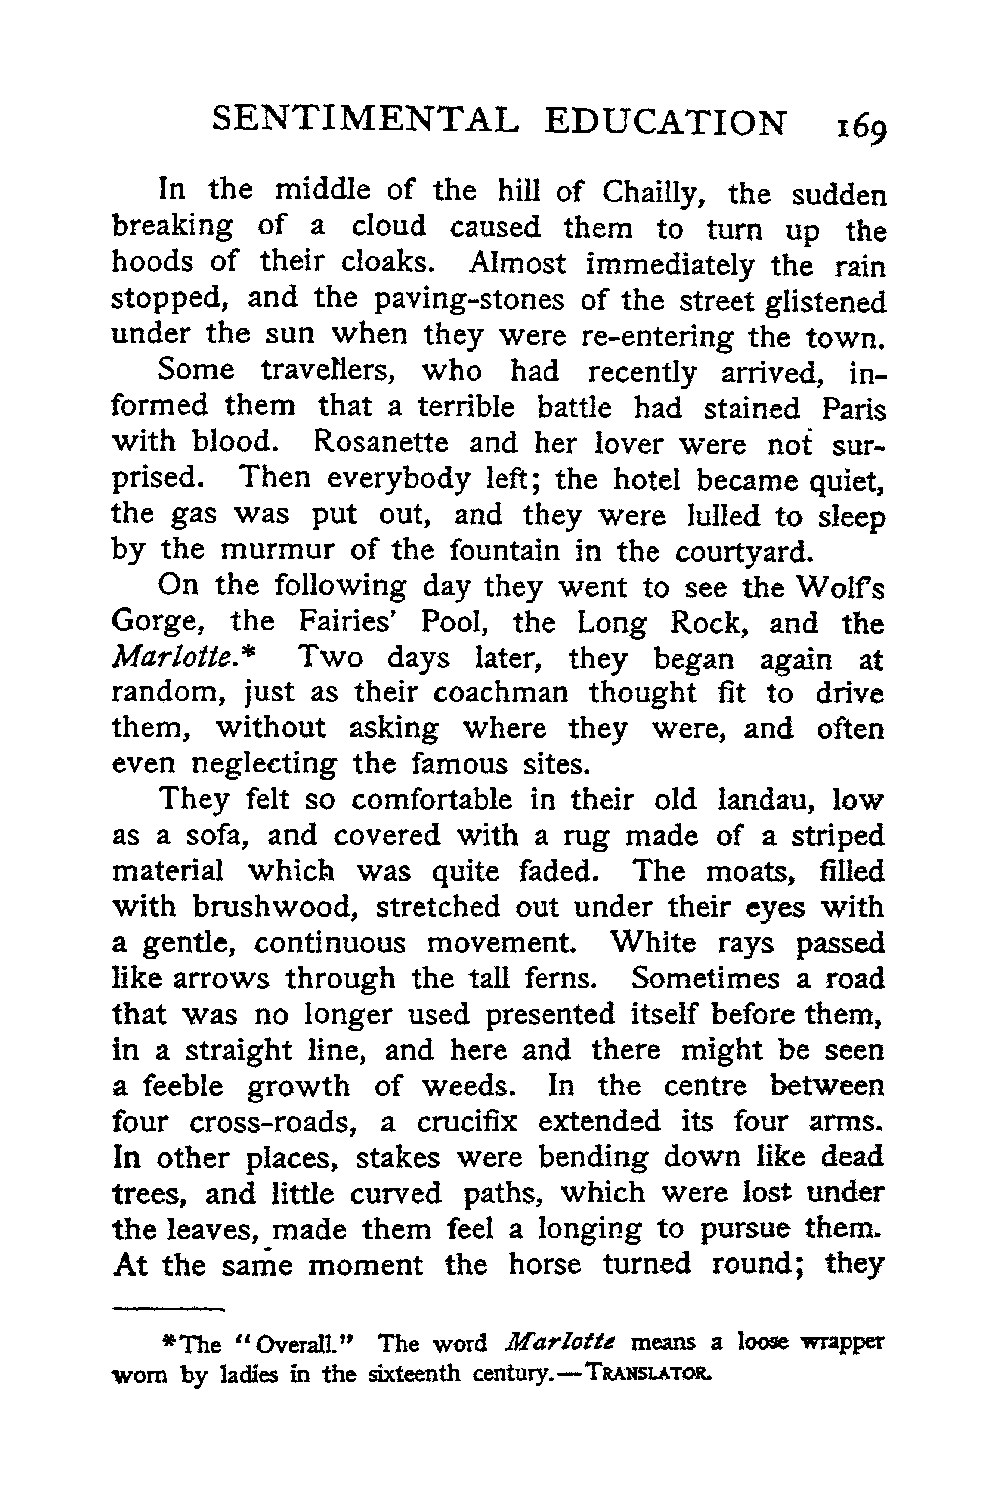 SENTIMENTAL EDUCATION 169
In the middle of the hill of Chailly, the sudden
breaking of a cloud caused them to turn up the
hoods of their cloaks. Almost immediately the rain
stopped, and the paving-stones of the street glistened
under the sun when they were re-entering the town.
Some travellers, who had recently arrived, in-
formed them that a terrible battle had stained Paris
with blood. Rosanette and her lover were not sur-
prised. Then everybody left; the hotel became quiet,
the gas was put out, and they were lulled to sleep
by the murmur of the fountain in the courtyard.
On the following day they went to see the Wolf's
Gorge, the Fairies' Pool, the Long Rock, and the
Marlotte.* Two days later, they began again at
random, just as their coachman thought fit to drive
them, without asking where they were, and often
even neglecting the famous sites.
They felt so comfortable in their old landau, low
as a sofa, and covered with a rug made of a striped
material which was quite faded. The moats, filled
with brushwood, stretched out under their eyes with
a gentle, continuous movement. White rays passed
like arrows through the tall ferns. Sometimes a road
that was no longer used presented itself before them,
in a straight line, and here and there might be seen
a feeble growth of weeds. In the centre between
four cross-roads, a crucifix extended its four arms.
In other places, stakes were bending down like dead
trees, and little curved paths, which were lost under
the leaves, made them feel a longing to pursue them.
At the same moment the horse turned round; they
*The "Overall." The word Marlotte means a loose wrapper
worn by ladies in the sixteenth century.—TRANSLATOR.